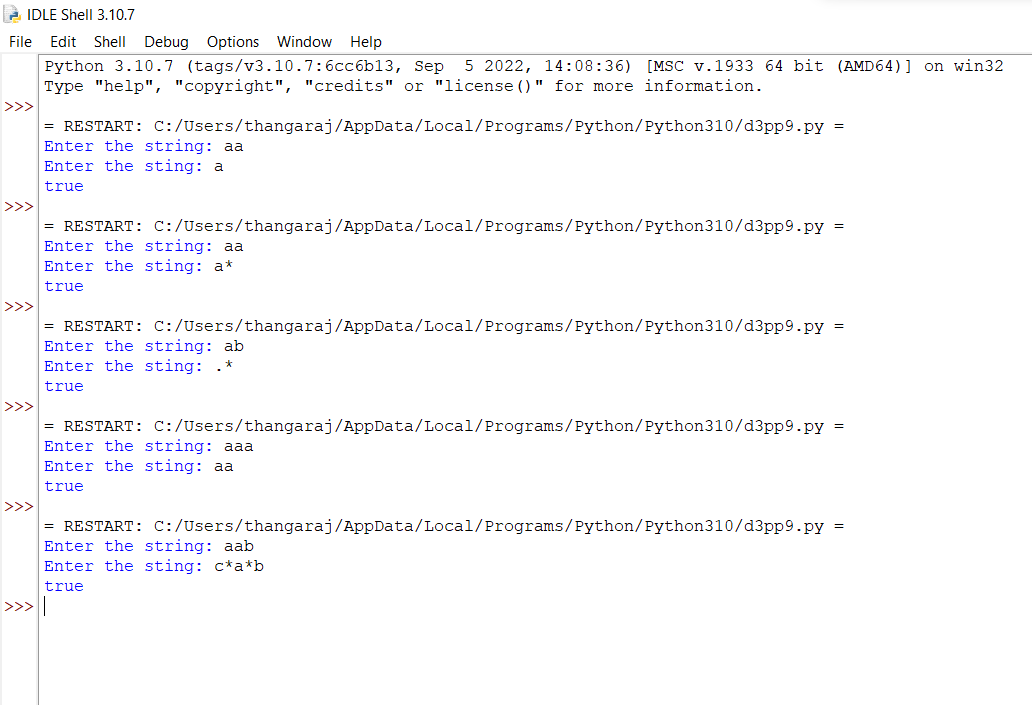 IDLE Shell 3.10.7
File Edit Shell Debug Options Window Help
Python 3.10.7 (tags/v3.10.7:6cc6b13, Sep  5 2022, 14:08:36) [MSC v.1933 64 bit (AMD64)] on win32
Type "help", "copyright", "credits" or "license()" for more information.
>>>
= RESTART: C:/Users/thangaraj/AppData/Local/Programs/Python/Python310/d3pp9.py =
Enter the string: aa
Enter the sting: a
true
>>>
= RESTART: C:/Users/thangaraj/AppData/Local/Programs/Python/Python310/d3pp9.py =
Enter the string: aa
Enter the sting: a*
true
>>>
= RESTART: C:/Users/thangaraj/AppData/Local/Programs/Python/Python310/d3pp9.py =
Enter the string: ab
Enter the sting: .*
true
>>>
= RESTART: C:/Users/thangaraj/AppData/Local/Programs/Python/Python310/d3pp9.py =
Enter the string: aaa
Enter the sting: aa
true
>>>
= RESTART: C:/Users/thangaraj/AppData/Local/Programs/Python/Python310/d3pp9.py =
Enter the string: aab
Enter the sting: c*a*b
true
>>>